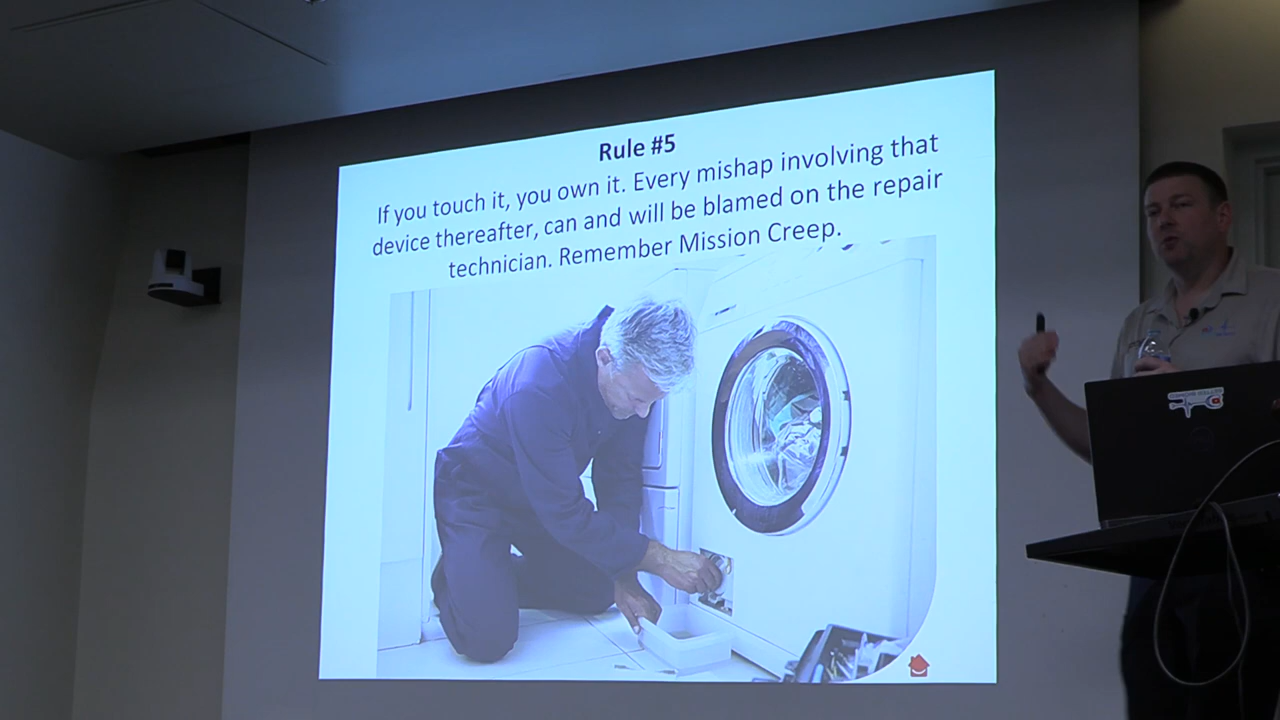 Rule #5
If you touch it, you own it. Every mishap involving that
device thereafter, can and will be blamed on the repair
technician. Remember Mission Creep.